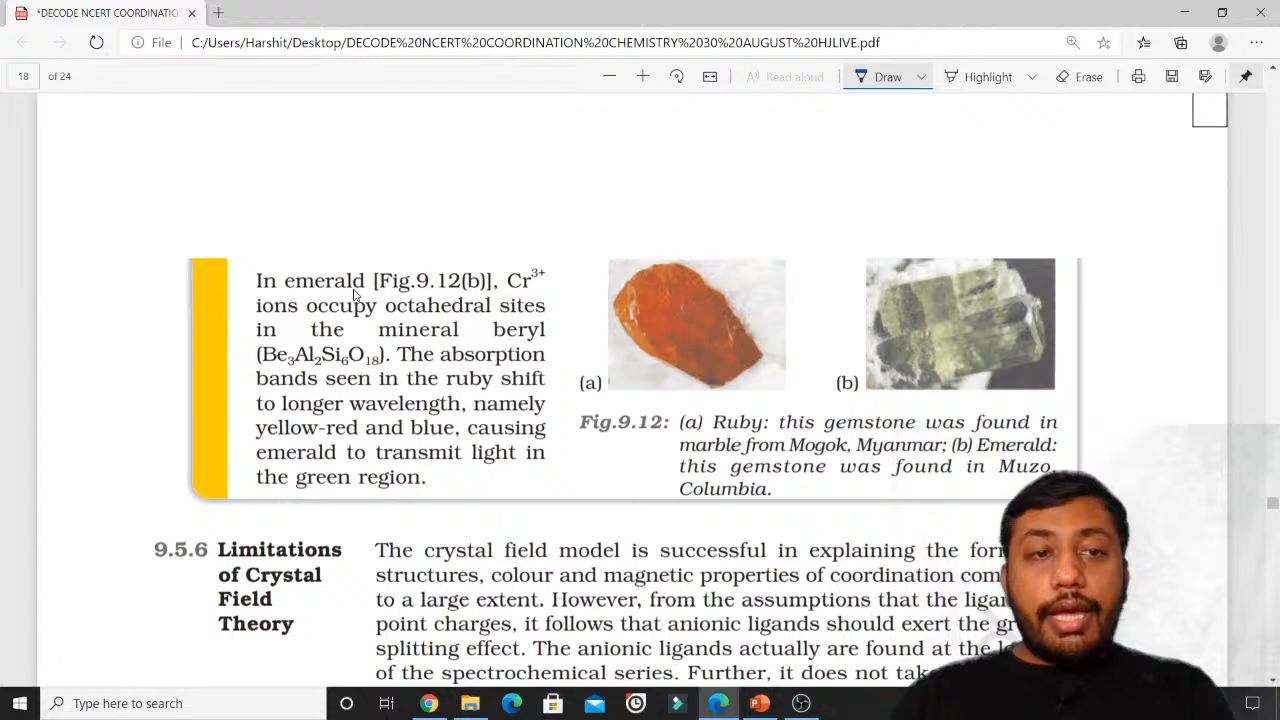 *DECODE NCERT COORDINATIO
File
C:/Users/Harshit/Desktop/DECODE%20NCERT%20COORDINATION%20CHEMISTRY%2030%20AUGUST%20HJLIVE.pdf
18 of 24
Read aloud
Draw
Highlight
Erase
In emerald [Fig.9.12(b)], Cr³⁺
ions occupy octahedral sites
in the mineral beryl
(Be₃Al₂Si₆O₁₈). The absorption
bands seen in the ruby shift
to longer wavelength, namely
yellow-red and blue, causing
emerald to transmit light in
the green region.
(a)
(b)
Fig.9.12: (a) Ruby: this gemstone was found in
marble from Mogok, Myanmar; (b) Emerald:
this gemstone was found in Muzo,
Columbia.
9.5.6 Limitations
of Crystal
Field
Theory
The crystal field model is successful in explaining the for
structures, colour and magnetic properties of coordination com
to a large extent. However, from the assumptions that the liga
point charges, it follows that anionic ligands should exert the gr
splitting effect. The anionic ligands actually are found at the
of the spectrochemical series. Further, it does not tak
Type here to search